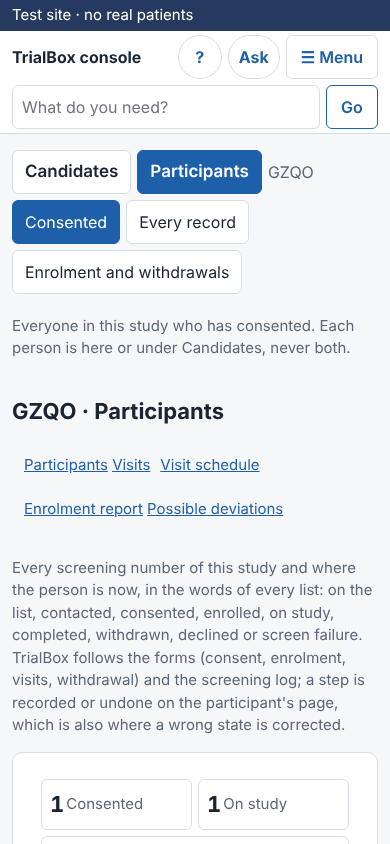 Test site · no real patients
TrialBox console
?
Ask
☰ Menu
What do you need?
Go
Candidates
Participants
GZQO
Consented
Every record
Enrolment and withdrawals
Everyone in this study who has consented. Each
person is here or under Candidates, never both.
GZQO · Participants
Participants Visits Visit schedule
Enrolment report Possible deviations
Every screening number of this study and where
the person is now, in the words of every list: on the
list, contacted, consented, enrolled, on study,
completed, withdrawn, declined or screen failure.
TrialBox follows the forms (consent, enrolment,
visits, withdrawal) and the screening log; a step is
recorded or undone on the participant's page,
which is also where a wrong state is corrected.
1 Consented
1 On study